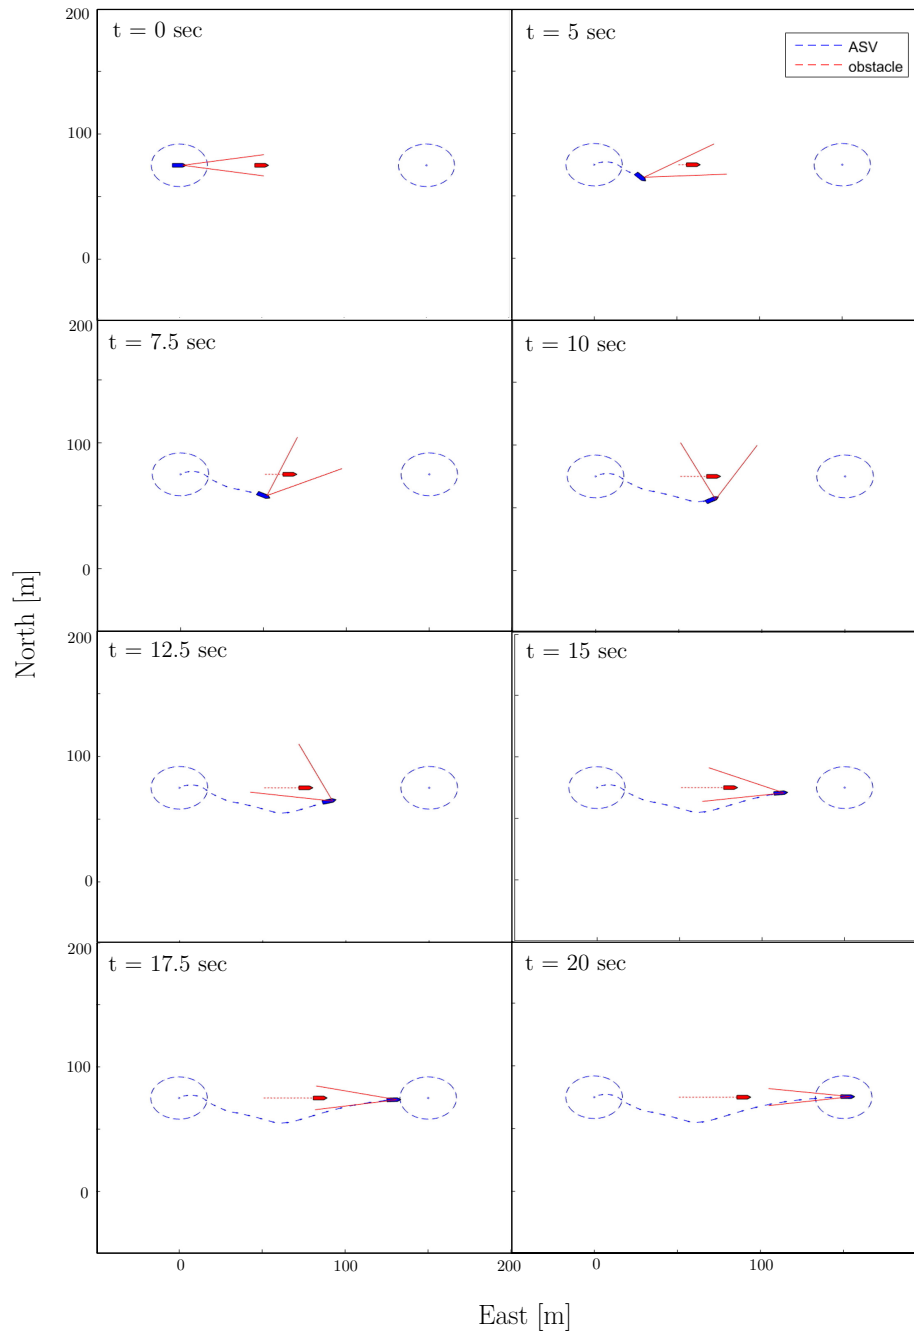 200
t = 0 sec
t = 5 sec
ASV
obstacle
100
0
200
t = 7.5 sec
t = 10 sec
100
0
North [m]
200
t = 12.5 sec
t = 15 sec
100
0
200
t = 17.5 sec
t = 20 sec
100
0
0
100
200
0
100
East [m]